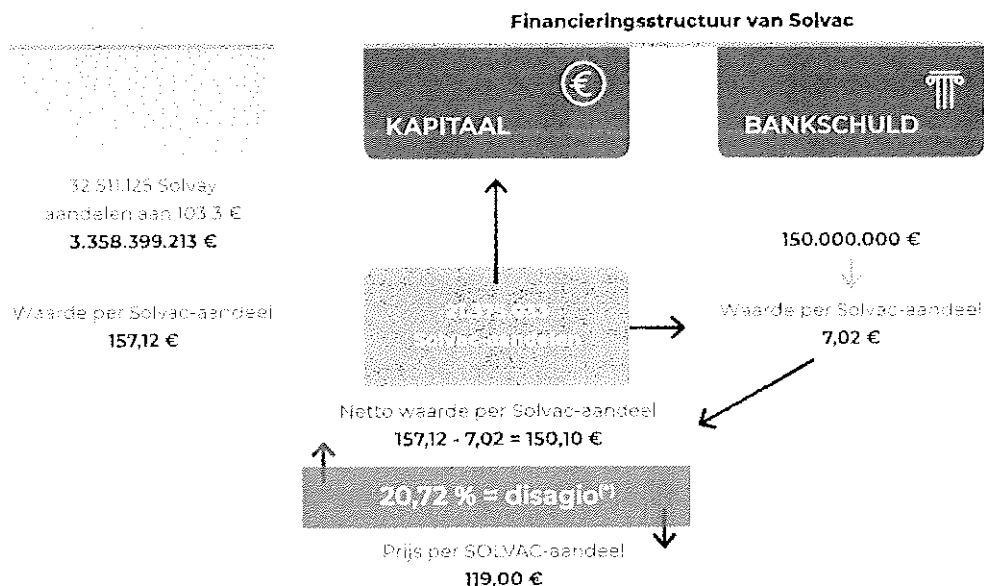 Financieringsstructuur van Solvac
KAPITAAL
BANKSCHULD
32.511.125 Solvay
aandelen aan 103.3 €
3.358.399.213 €
150.000.000 €
Waarde per Solvac-aandeel
157,12 €
Solvac-aandelen
Waarde per Solvac-aandeel
7,02 €
Netto waarde per Solvac-aandeel
157,12 - 7,02 = 150,10 €
20,72 % = disagio(*)
Prijs per SOLVAC-aandeel
119,00 €